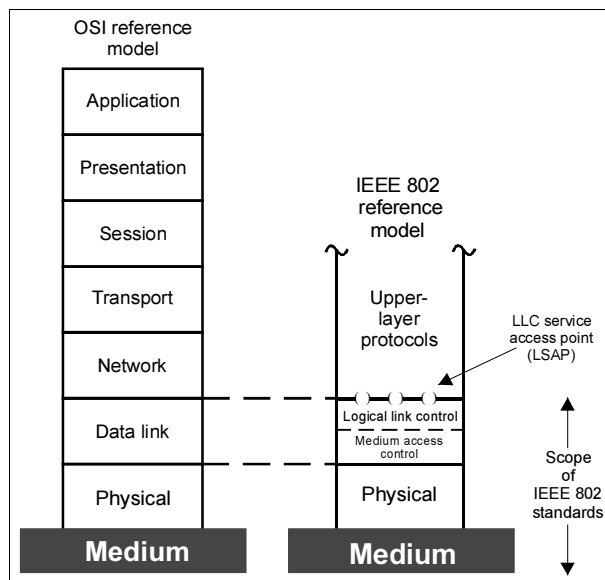 OSI reference
model
Application
Presentation
Session
Transport
Network
Data link
Physical
Medium
IEEE 802
reference
model
Upper-
layer
protocols
LLC service
access point
(LSAP)
Logical link control
Medium access
control
Physical
Medium
Scope
of
IEEE 802
standards